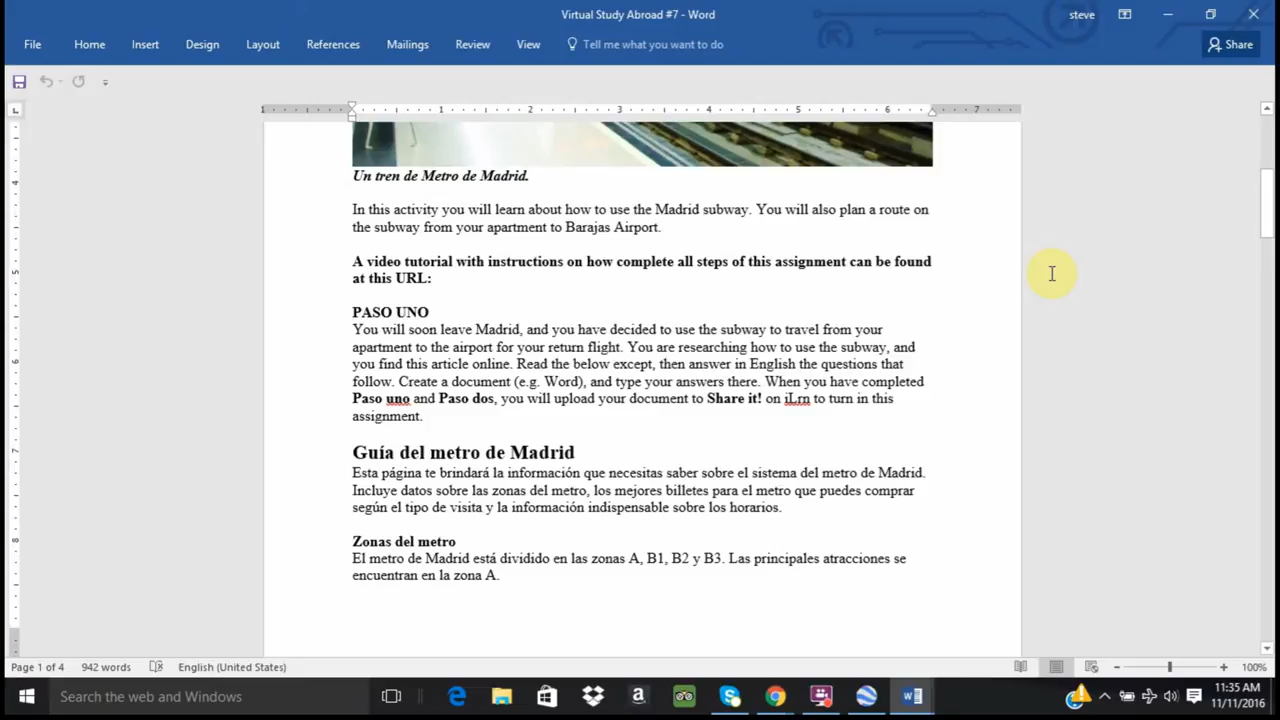 Virtual Study Abroad #7 - Word
steve
File Home Insert Design Layout References Mailings Review View Tell me what you want to do
Share
1 1 2 3 4 5 6 7
4
5
6
7
8
Un tren de Metro de Madrid.
In this activity you will learn about how to use the Madrid subway. You will also plan a route on
the subway from your apartment to Barajas Airport.
A video tutorial with instructions on how complete all steps of this assignment can be found
at this URL:
PASO UNO
You will soon leave Madrid, and you have decided to use the subway to travel from your
apartment to the airport for your return flight. You are researching how to use the subway, and
you find this article online. Read the below except, then answer in English the questions that
follow. Create a document (e.g. Word), and type your answers there. When you have completed
Paso uno and Paso dos, you will upload your document to Share it! on iLrn to turn in this
assignment.
Guía del metro de Madrid
Esta página te brindará la información que necesitas saber sobre el sistema del metro de Madrid.
Incluye datos sobre las zonas del metro, los mejores billetes para el metro que puedes comprar
según el tipo de visita y la información indispensable sobre los horarios.
Zonas del metro
El metro de Madrid está dividido en las zonas A, B1, B2 y B3. Las principales atracciones se
encuentran en la zona A.
Page 1 of 4 942 words English (United States) 100%
Search the web and Windows
11:35 AM
11/11/2016